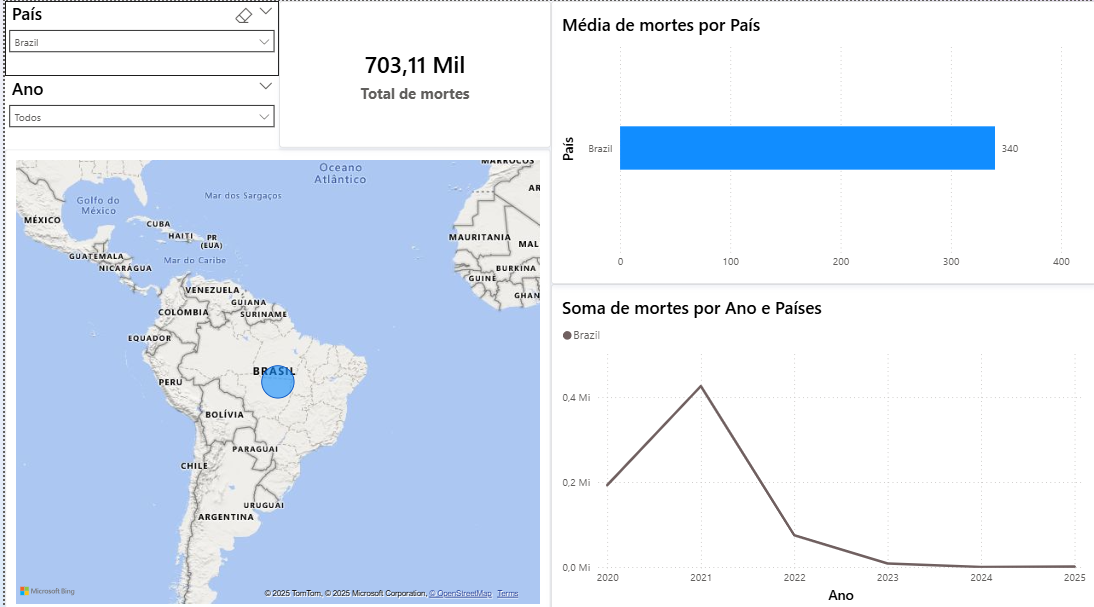 País
Brazil
Ano
Todos
703,11 Mil
Total de mortes
Média de mortes por País
País
Brazil
340
0
100
200
300
400
Soma de mortes por Ano e Países
Brazil
0,4 Mi
0,2 Mi
0,0 Mi
2020
2021
2022
2023
2024
2025
Ano
Oceano
Atlântico
MARROCOS
Golfo do
México
Mar dos Sargaços
AR
MÉXICO
CUBA
HAITI
PR
(EUA)
MAURITANIA
MAL
GUATEMALA
Mar do Caribe
NICARÁGUA
BURKINA
GUINÉ
VENEZUELA
GHAN
GUIANA
COLÔMBIA
SURINAME
EQUADOR
BRASIL
PERU
BOLÍVIA
PARAGUAI
CHILE
URUGUAI
ARGENTINA
Microsoft Bing
© 2025 TomTom, © 2025 Microsoft Corporation, © OpenStreetMap Terms